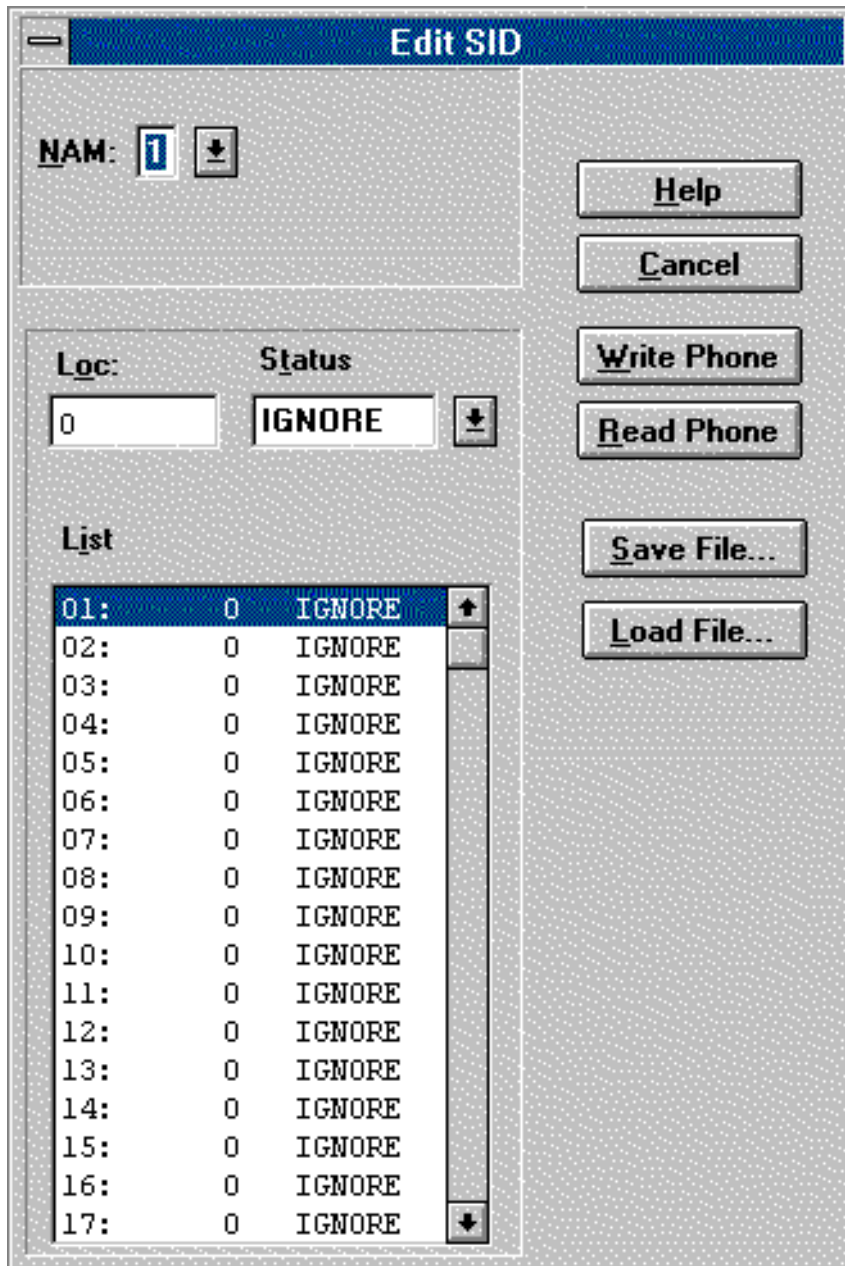 Edit SID
NAM: 1
Help
Cancel
Loc: Status
0 IGNORE
Write Phone
Read Phone
List
Save File...
Load File...
01: 0 IGNORE
02: 0 IGNORE
03: 0 IGNORE
04: 0 IGNORE
05: 0 IGNORE
06: 0 IGNORE
07: 0 IGNORE
08: 0 IGNORE
09: 0 IGNORE
10: 0 IGNORE
11: 0 IGNORE
12: 0 IGNORE
13: 0 IGNORE
14: 0 IGNORE
15: 0 IGNORE
16: 0 IGNORE
17: 0 IGNORE